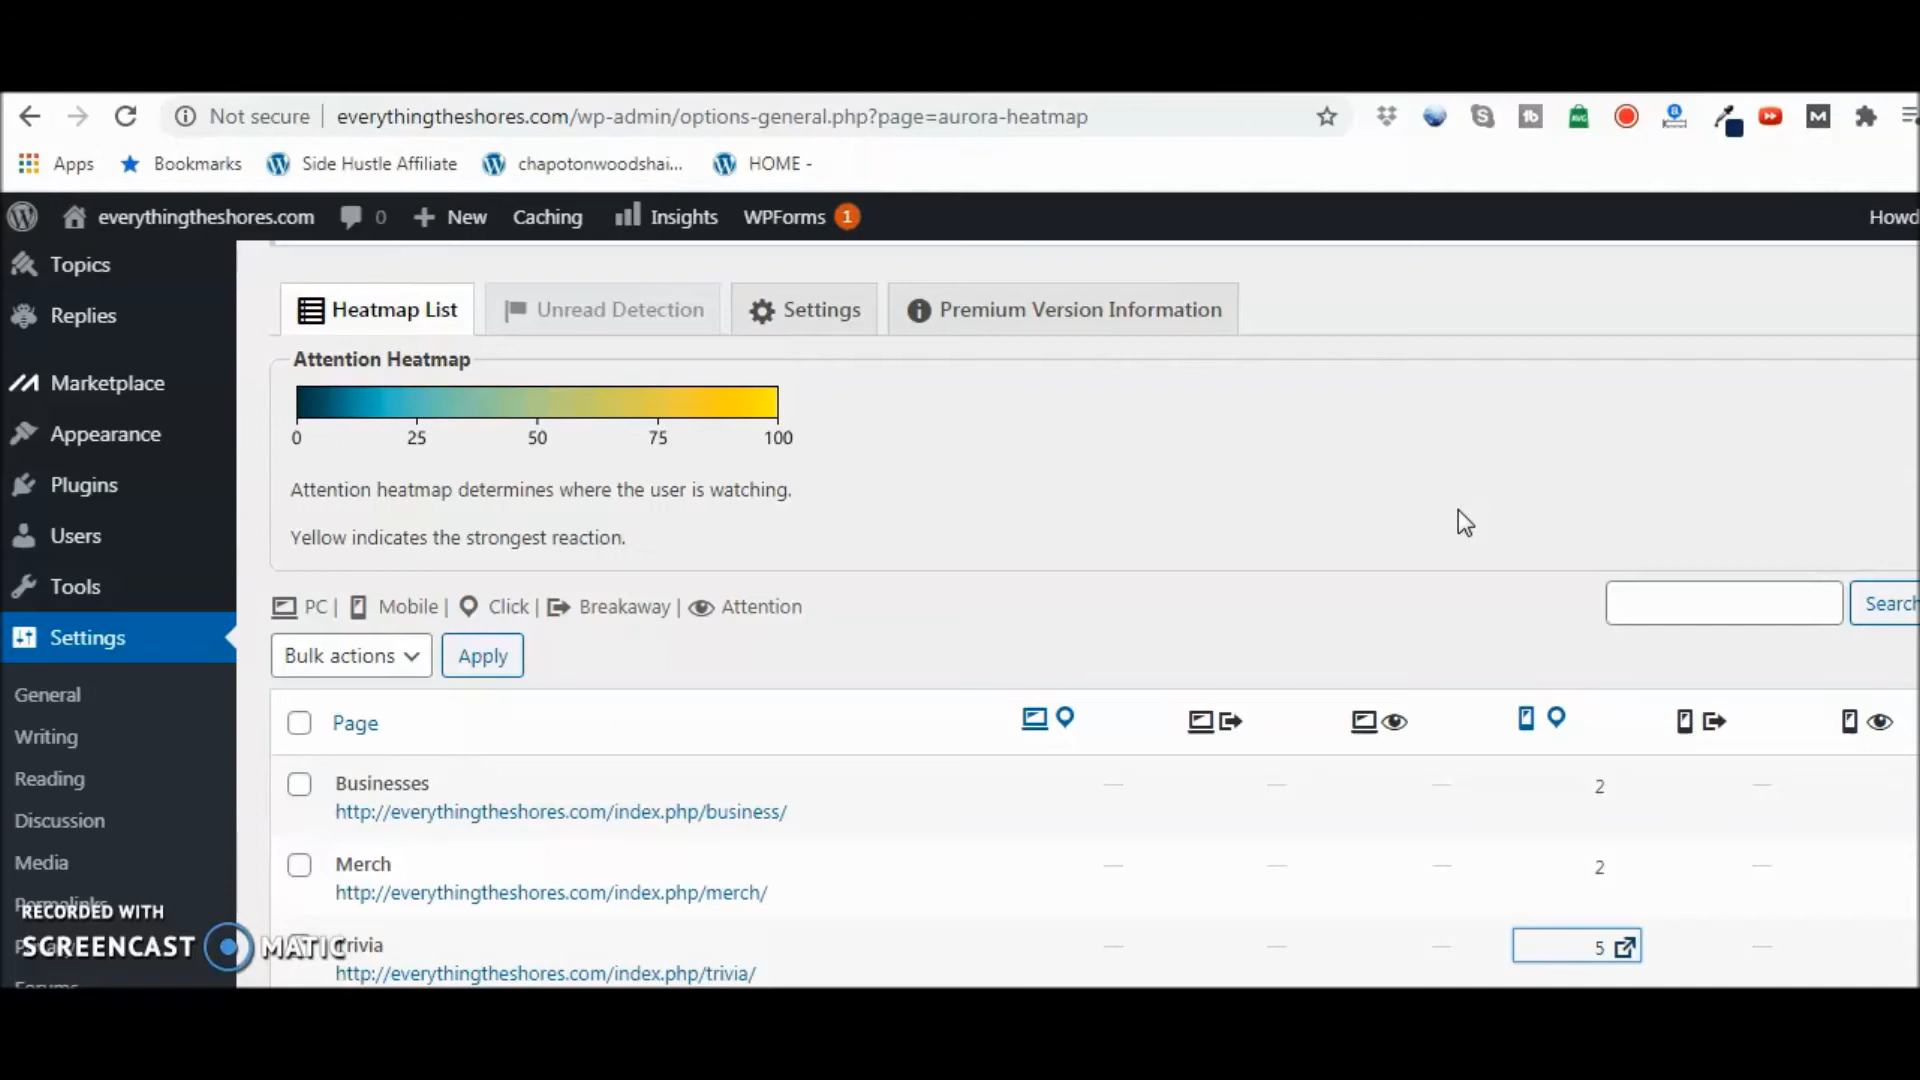 Not secure everythingtheshores.com/wp-admin/options-general.php?page=aurora-heatmap
Apps Bookmarks Side Hustle Affiliate chapotonwoodshai... HOME -
everythingtheshores.com 0 New Caching Insights WPForms 1 Howd
Topics
Replies
Marketplace
Appearance
Plugins
Users
Tools
Settings
General
Writing
Reading
Discussion
Media
Permalinks
Forums
Heatmap List Unread Detection Settings Premium Version Information
Attention Heatmap
0 25 50 75 100
Attention heatmap determines where the user is watching.
Yellow indicates the strongest reaction.
PC | Mobile | Click | Breakaway | Attention
Search
Bulk actions Apply
Page
Businesses
http://everythingtheshores.com/index.php/business/
— — — 2 —
Merch
http://everythingtheshores.com/index.php/merch/
— — — 2 —
Trivia
http://everythingtheshores.com/index.php/trivia/
— — — 5 —
RECORDED WITH
SCREENCAST MATIC